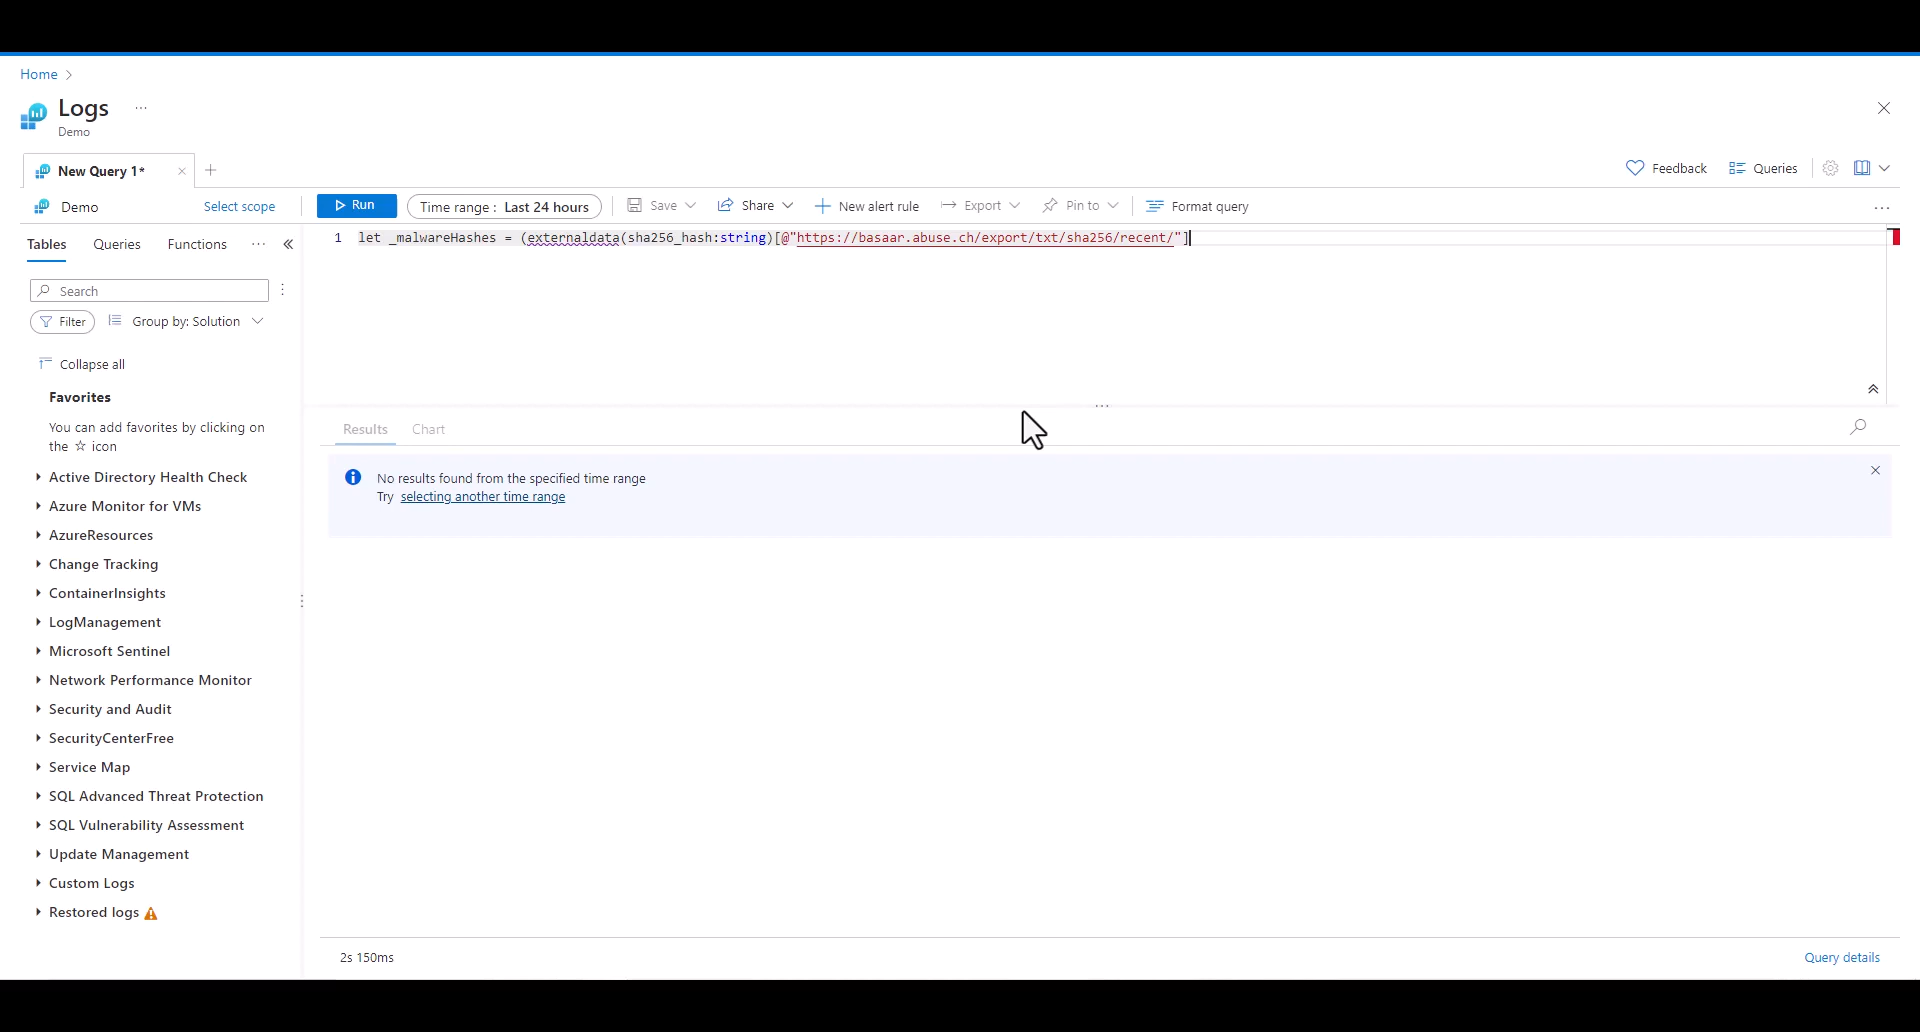 Home
Logs ...
Demo
New Query 1*
Feedback
Queries
Demo
Select scope
Run
Time range : Last 24 hours
Save
Share
New alert rule
Export
Pin to
Format query
...
Tables
Queries
Functions
...
1 let _malwareHashes = (externaldata(sha256_hash:string)[@"https://basaar.abuse.ch/export/txt/sha256/recent/"]
Search
Filter
Group by: Solution
Collapse all
Favorites
You can add favorites by clicking on
the ☆ icon
Active Directory Health Check
Azure Monitor for VMs
AzureResources
Change Tracking
ContainerInsights
LogManagement
Microsoft Sentinel
Network Performance Monitor
Security and Audit
SecurityCenterFree
Service Map
SQL Advanced Threat Protection
SQL Vulnerability Assessment
Update Management
Custom Logs
Restored logs
Results
Chart
No results found from the specified time range
Try selecting another time range
2s 150ms
Query details